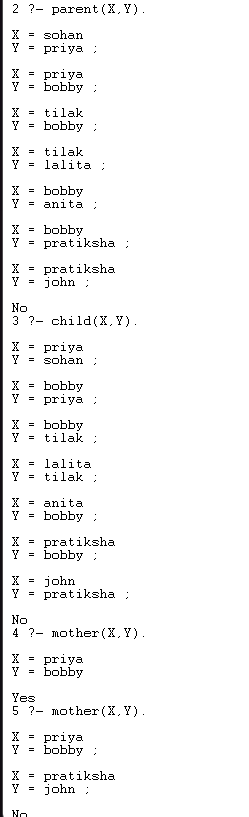 2 ?- parent(X,Y).
X = sohan
Y = priya ;
X = priya
Y = bobby ;
X = tilak
Y = bobby ;
X = tilak
Y = lalita ;
X = bobby
Y = anita ;
X = bobby
Y = pratiksha ;
X = pratiksha
Y = john ;
No
3 ?- child(X,Y).
X = priya
Y = sohan ;
X = bobby
Y = priya ;
X = bobby
Y = tilak ;
X = lalita
Y = tilak ;
X = anita
Y = bobby ;
X = pratiksha
Y = bobby ;
X = john
Y = pratiksha ;
No
4 ?- mother(X,Y).
X = priya
Y = bobby
Yes
5 ?- mother(X,Y).
X = priya
Y = bobby ;
X = pratiksha
Y = john ;
No